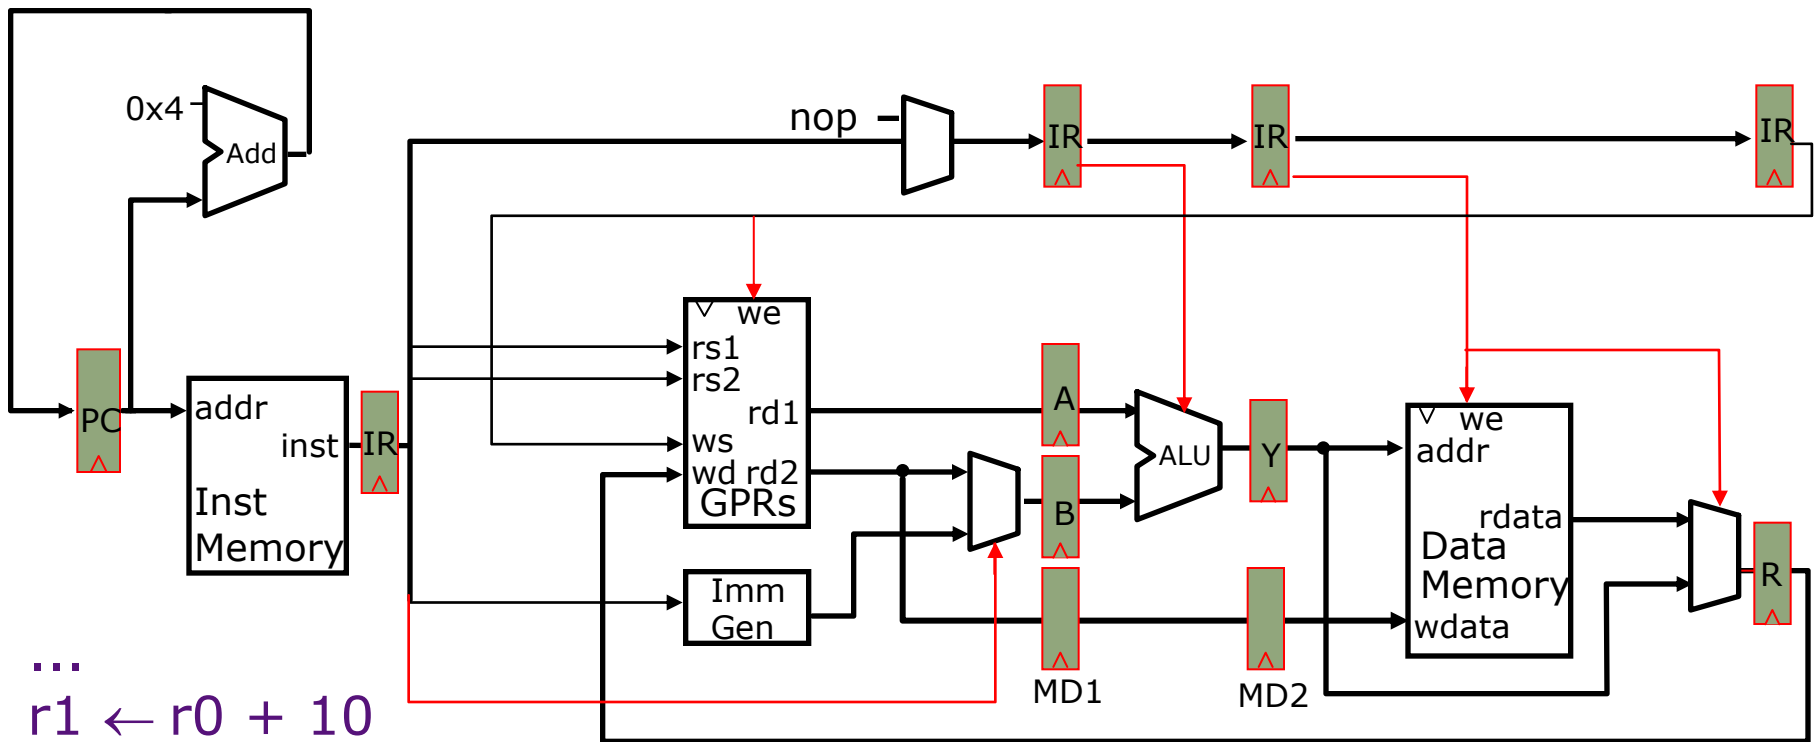 0x4
Add
nop
IR
IR
IR
PC
addr
inst
Inst
Memory
IR
we
rs1
rs2
rd1
ws
wd rd2
GPRs
Imm
Gen
A
B
MD1
ALU
Y
MD2
we
addr
rdata
Data
Memory
wdata
R
...
r1 ← r0 + 10